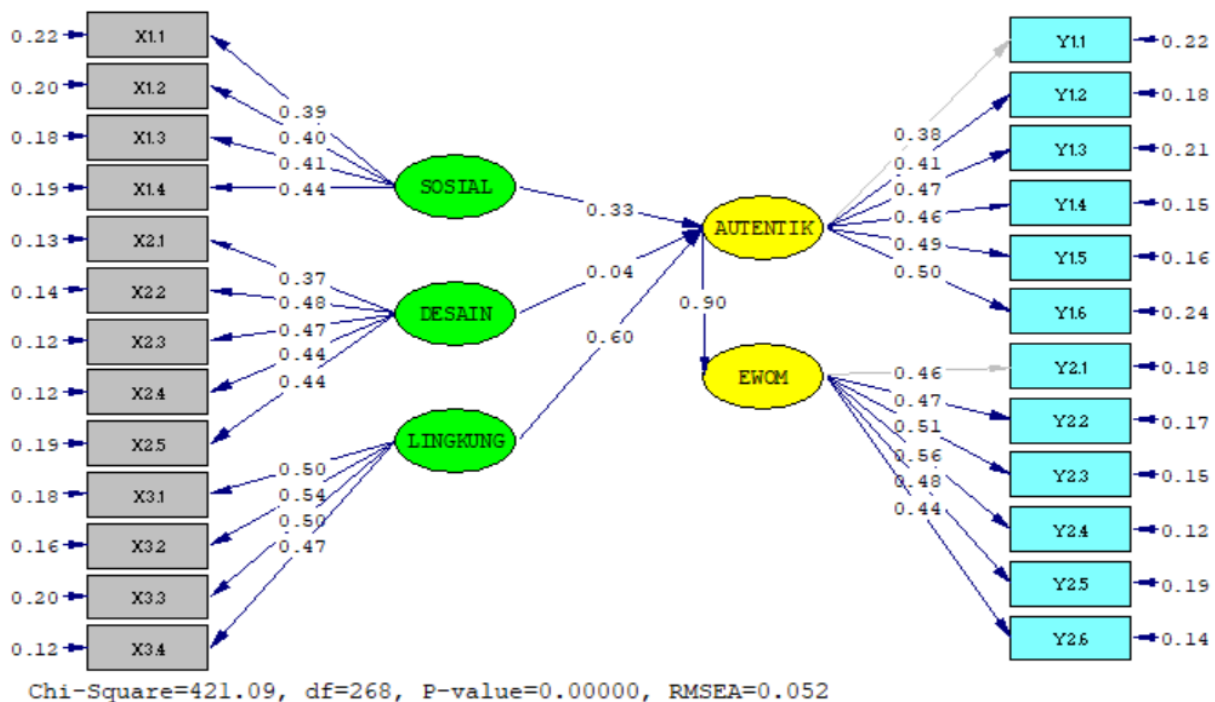 0.22 X1.1
0.20 X1.2
0.18 X1.3
0.19 X1.4
0.13 X2.1
0.14 X2.2
0.12 X2.3
0.12 X2.4
0.19 X2.5
0.18 X3.1
0.16 X3.2
0.20 X3.3
0.12 X3.4
0.39
0.40
0.41
0.44
0.37
0.48
0.47
0.44
0.44
0.50
0.54
0.50
0.47
SOSIAL
DESAIN
LINGKUNG
0.33
0.04
0.60
AUTENTIK
0.90
EWOM
0.38
0.41
0.47
0.46
0.49
0.50
0.46
0.47
0.51
0.56
0.48
0.44
Y1.1 0.22
Y1.2 0.18
Y1.3 0.21
Y1.4 0.15
Y1.5 0.16
Y1.6 0.24
Y2.1 0.18
Y2.2 0.17
Y2.3 0.15
Y2.4 0.12
Y2.5 0.19
Y2.6 0.14
Chi-Square=421.09, df=268, P-value=0.00000, RMSEA=0.052